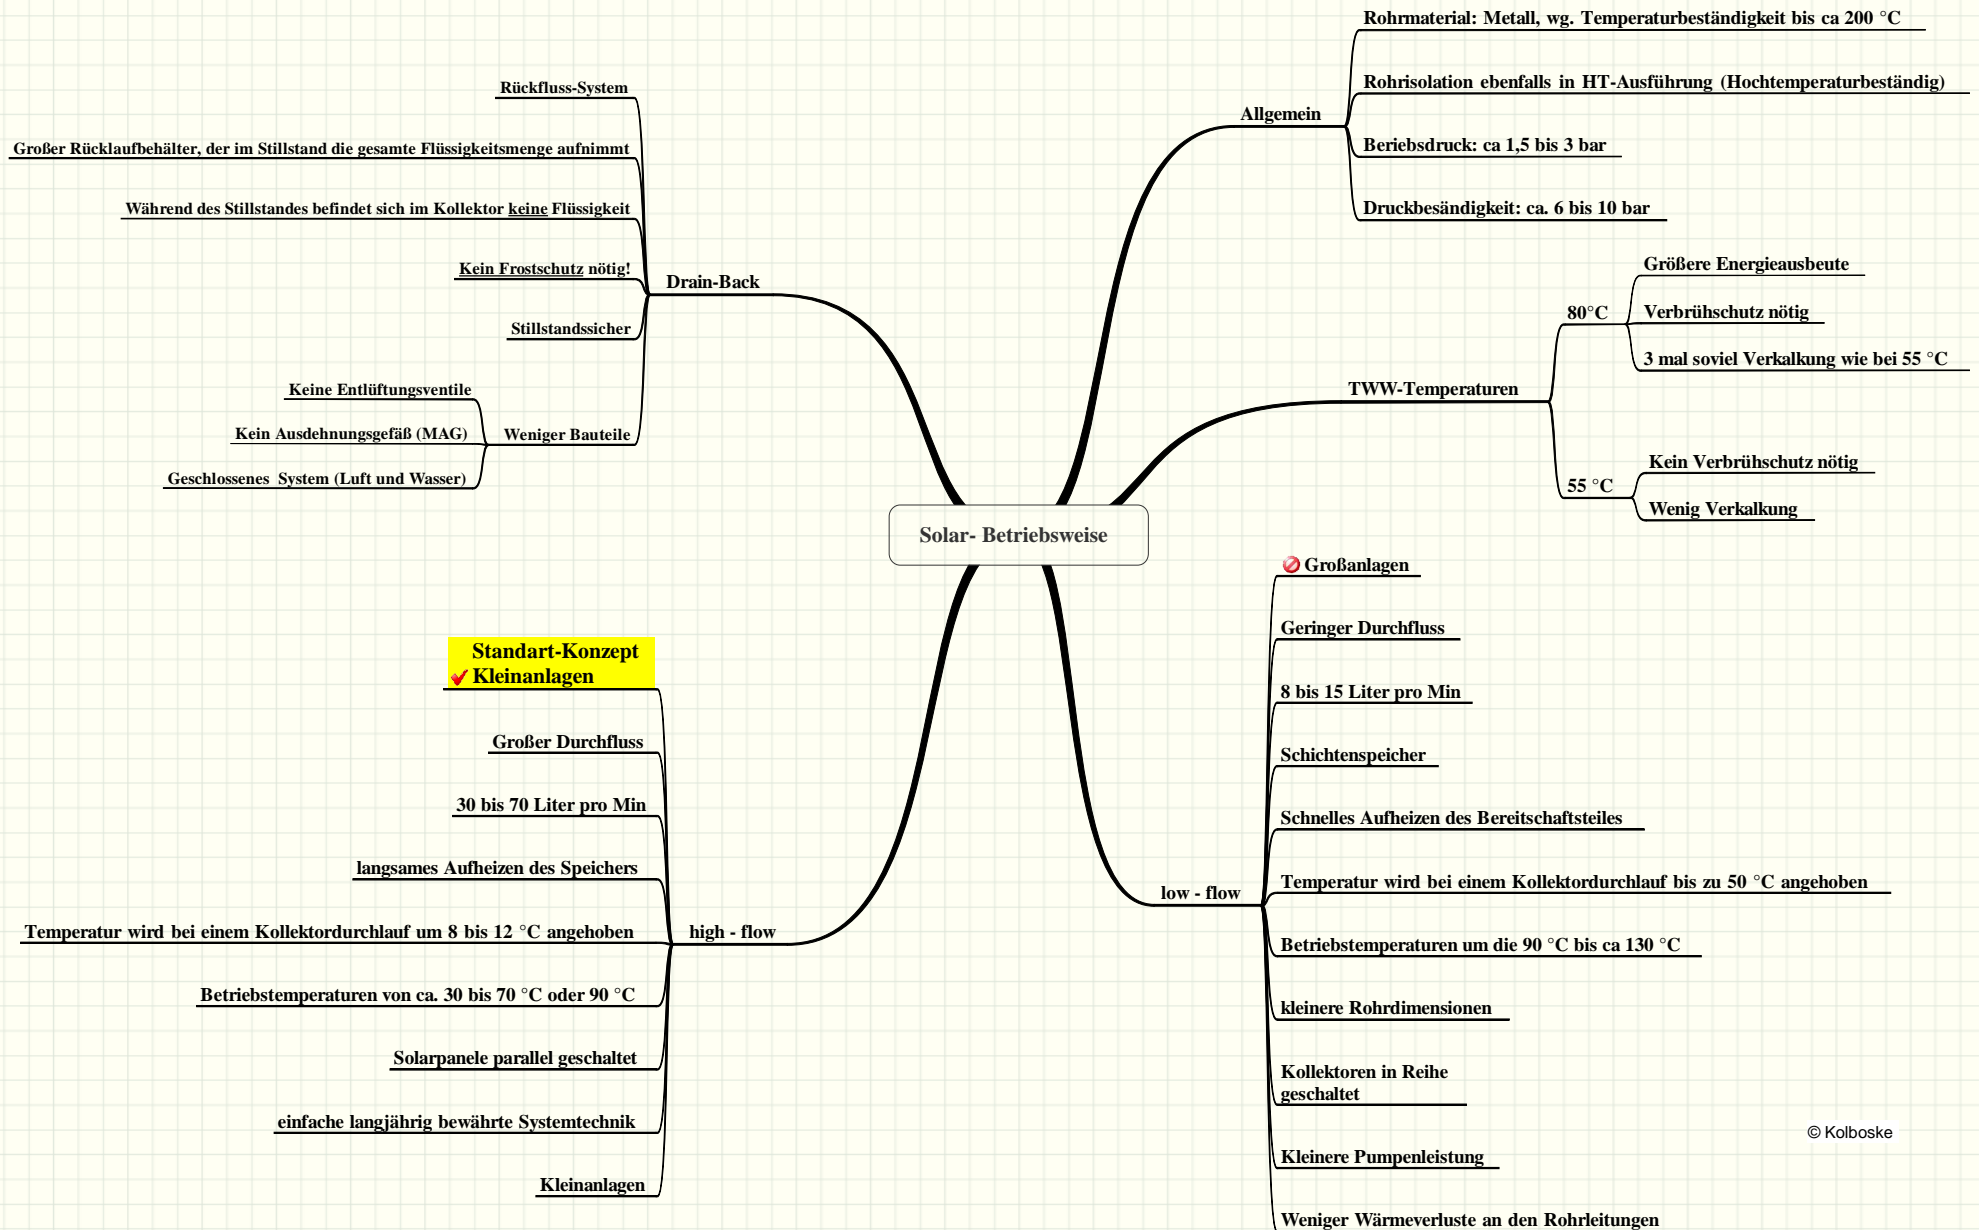 Solar- Betriebsweise
Allgemein
Rohrmaterial: Metall, wg. Temperaturbeständigkeit bis ca 200 °C
Rohrisolation ebenfalls in HT-Ausführung (Hochtemperaturbeständig)
Beriebsdruck: ca 1,5 bis 3 bar
Druckbesändigkeit: ca. 6 bis 10 bar
TWW-Temperaturen
80°C
Größere Energieausbeute
Verbrühschutz nötig
3 mal soviel Verkalkung wie bei 55 °C
55 °C
Kein Verbrühschutz nötig
Wenig Verkalkung
low - flow
Großanlagen
Geringer Durchfluss
8 bis 15 Liter pro Min
Schichtenspeicher
Schnelles Aufheizen des Bereitschaftsteiles
Temperatur wird bei einem Kollektordurchlauf bis zu 50 °C angehoben
Betriebstemperaturen um die 90 °C bis ca 130 °C
kleinere Rohrdimensionen
Kollektoren in Reihe
geschaltet
Kleinere Pumpenleistung
Weniger Wärmeverluste an den Rohrleitungen
Drain-Back
Rückfluss-System
Großer Rücklaufbehälter, der im Stillstand die gesamte Flüssigkeitsmenge aufnimmt
Während des Stillstandes befindet sich im Kollektor keine Flüssigkeit
Kein Frostschutz nötig!
Stillstandssicher
Weniger Bauteile
Keine Entlüftungsventile
Kein Ausdehnungsgefäß (MAG)
Geschlossenes System (Luft und Wasser)
high - flow
Standart-Konzept
Kleinanlagen
Großer Durchfluss
30 bis 70 Liter pro Min
langsames Aufheizen des Speichers
Temperatur wird bei einem Kollektordurchlauf um 8 bis 12 °C angehoben
Betriebstemperaturen von ca. 30 bis 70 °C oder 90 °C
Solarpanele parallel geschaltet
einfache langjährig bewährte Systemtechnik
Kleinanlagen
© Kolboske